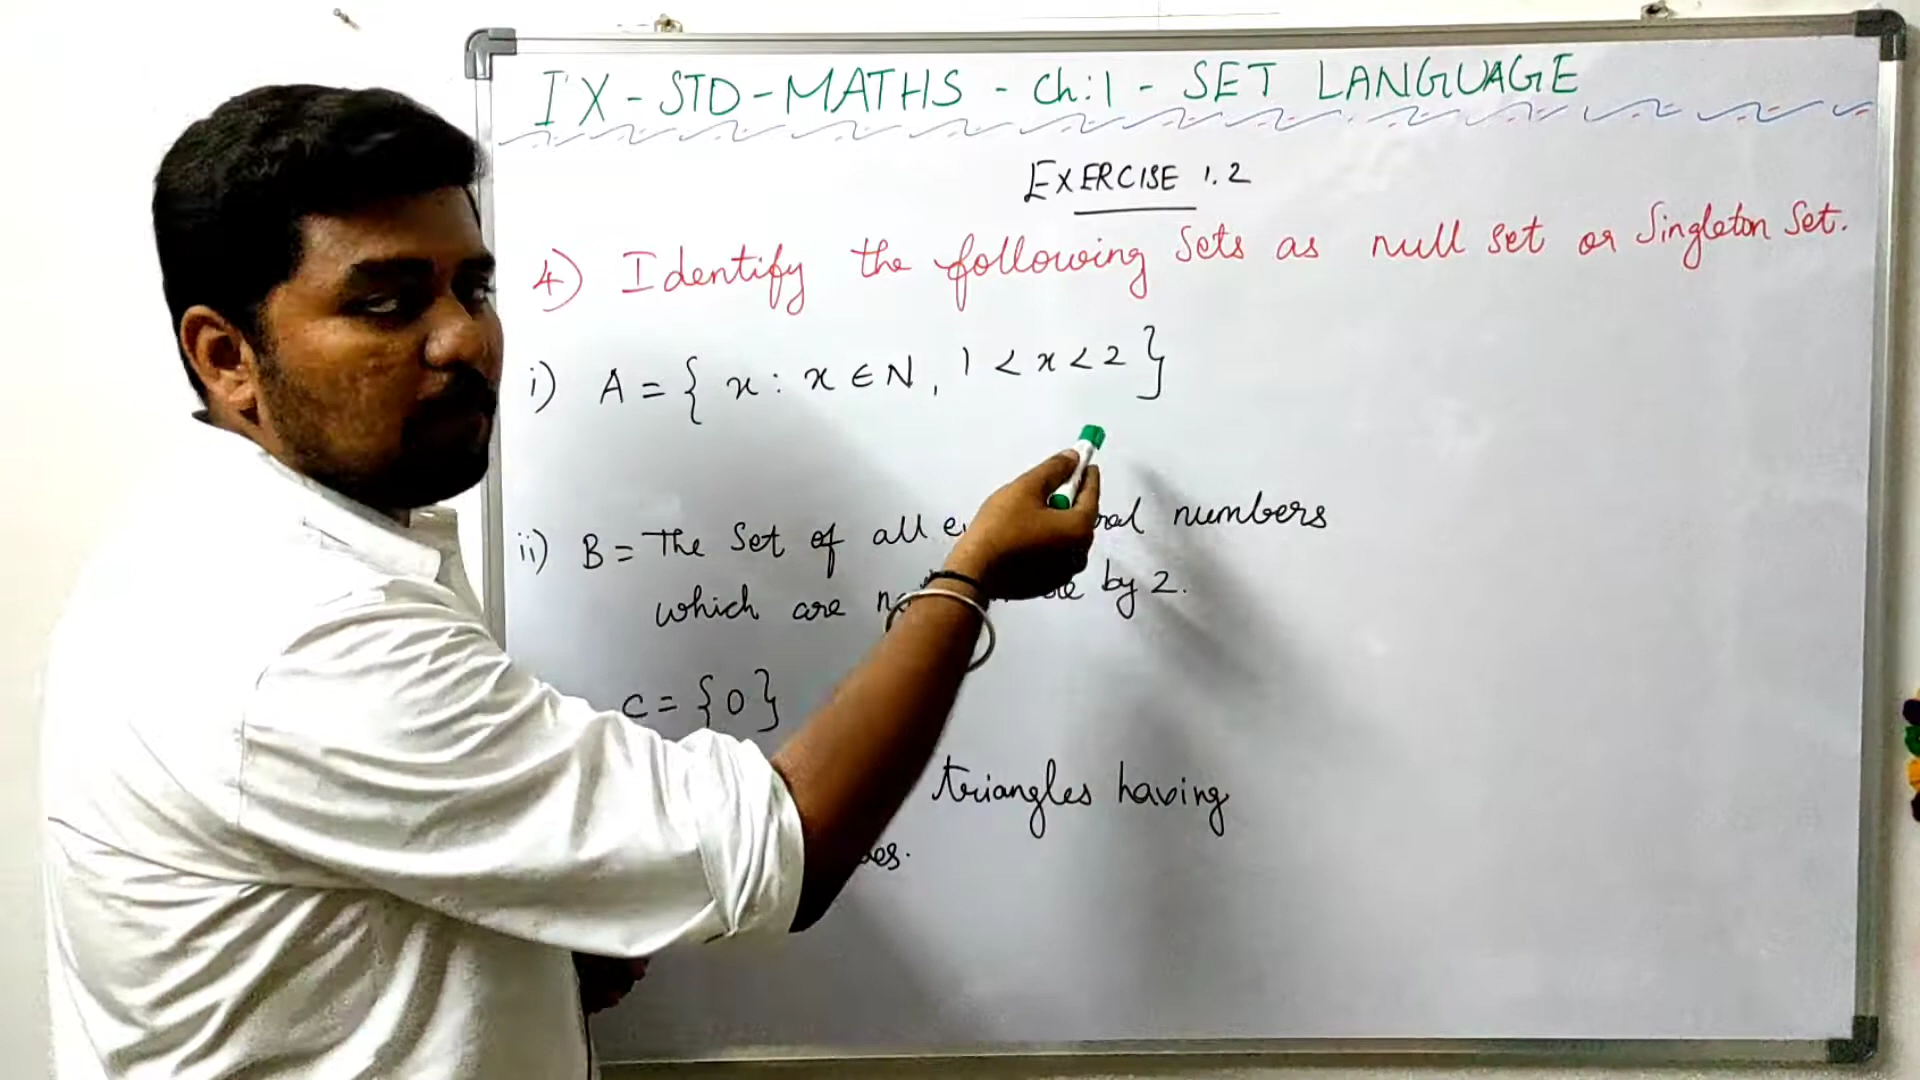 IX - STD - MATHS - Ch:1 - SET LANGUAGE
EXERCISE 1.2
4) Identify the following Sets as null set or Singleton Set.
i) A = { x : x ∈ N, 1 < x < 2 }
ii) B = The Set of all numbers
which are by 2.
C = {0}
triangles having